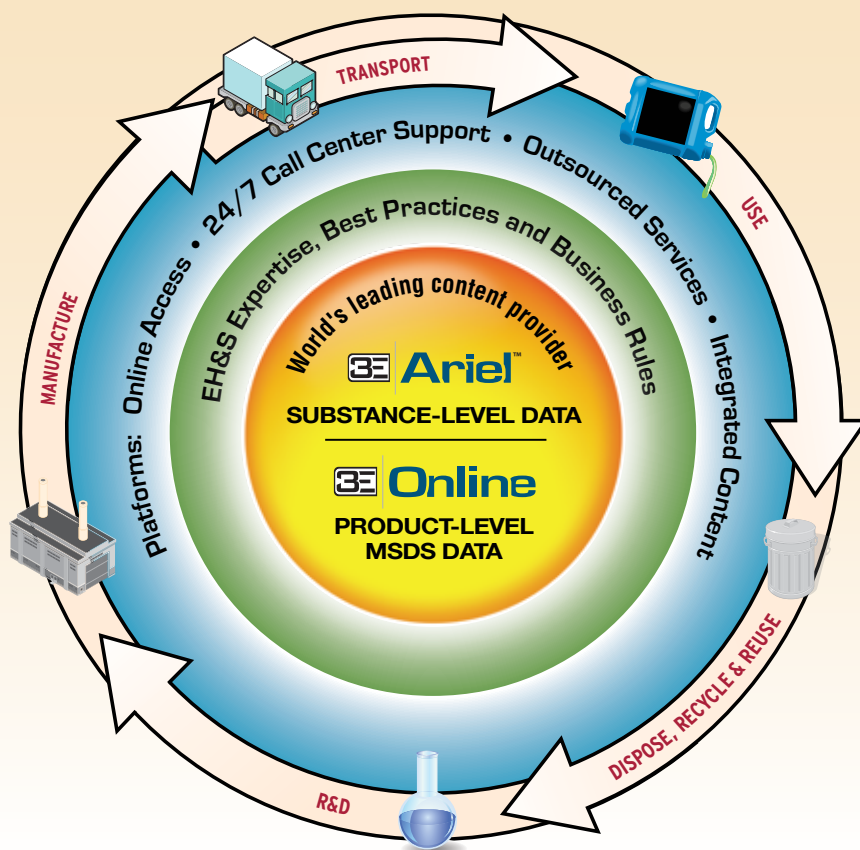 TRANSPORT
USE
DISPOSE, RECYCLE & REUSE
R&D
MANUFACTURE
Platforms: Online Access • 24/7 Call Center Support • Outsourced Services • Integrated Content
EH&S Expertise, Best Practices and Business Rules
World's leading content provider
3E Ariel™
SUBSTANCE-LEVEL DATA
3E Online
PRODUCT-LEVEL
MSDS DATA